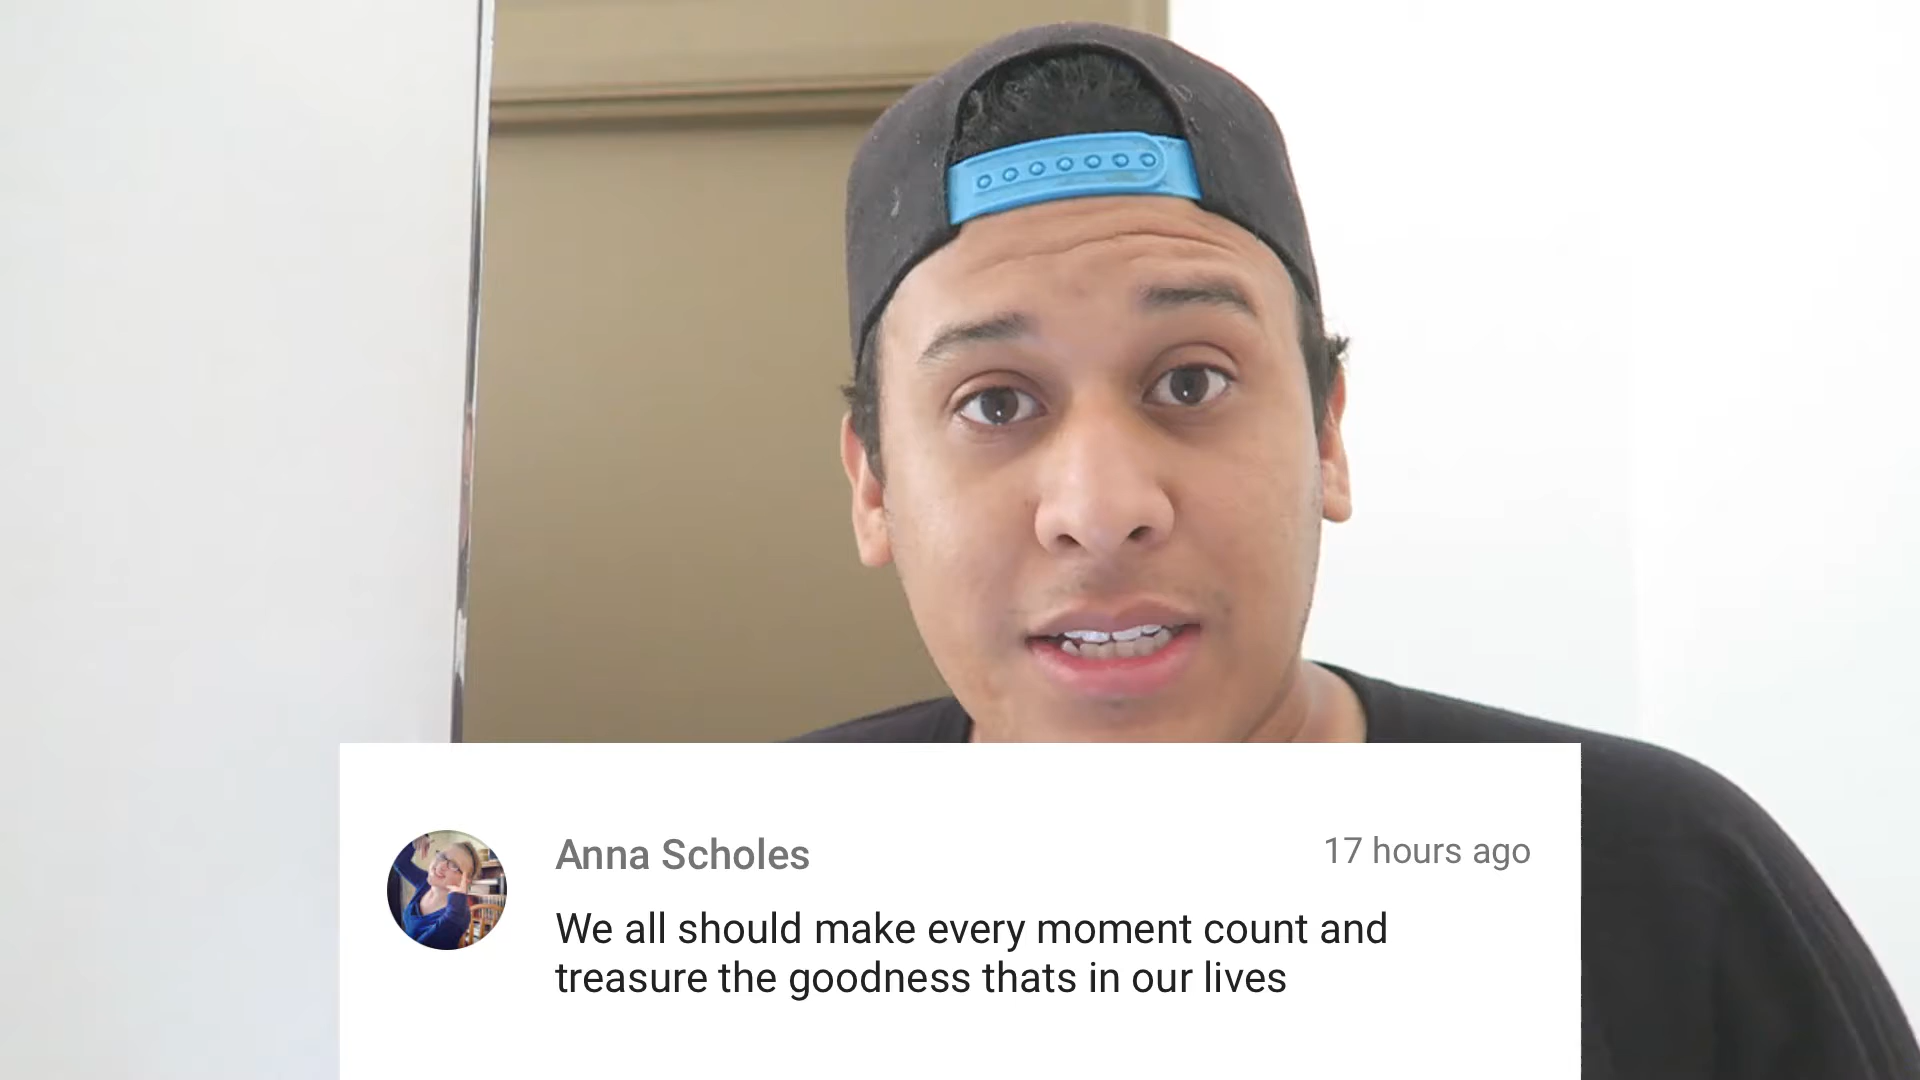 Anna Scholes
17 hours ago
We all should make every moment count and
treasure the goodness thats in our lives